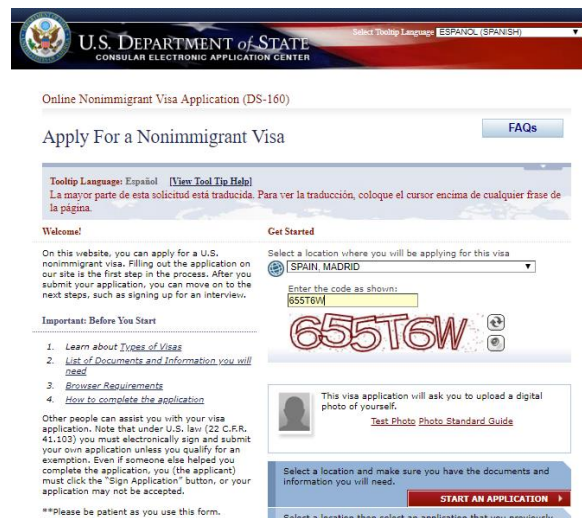 U.S. DEPARTMENT of STATE
CONSULAR ELECTRONIC APPLICATION CENTER
Select Tooltip Language ESPAÑOL (SPANISH)
Online Nonimmigrant Visa Application (DS-160)
Apply For a Nonimmigrant Visa
FAQs
Tooltip Language: Español [View Tool Tip Help]
La mayor parte de esta solicitud está traducida. Para ver la traducción, coloque el cursor encima de cualquier frase de
la página.
Welcome!
On this website, you can apply for a U.S.
nonimmigrant visa. Filling out the application on
our site is the first step in the process. After you
submit your application, you can move on to the
next steps, such as signing up for an interview.
Important: Before You Start
1. Learn about Types of Visas
2. List of Documents and Information you will
need
3. Browser Requirements
4. How to complete the application
Other people can assist you with your visa
application. Note that under U.S. law (22 C.F.R.
41.103) you must electronically sign and submit
your own application unless you qualify for an
exemption. Even if someone else helped you
complete the application, you (the applicant)
must click the "Sign Application" button, or your
application may not be accepted.
**Please be patient as you use this form.
Get Started
Select a location where you will be applying for this visa
SPAIN, MADRID
Enter the code as shown:
655T6W
655T6W
This visa application will ask you to upload a digital
photo of yourself.
Test Photo Photo Standard Guide
Select a location and make sure you have the documents and
information you will need.
START AN APPLICATION
Select a location then select an application that you previously